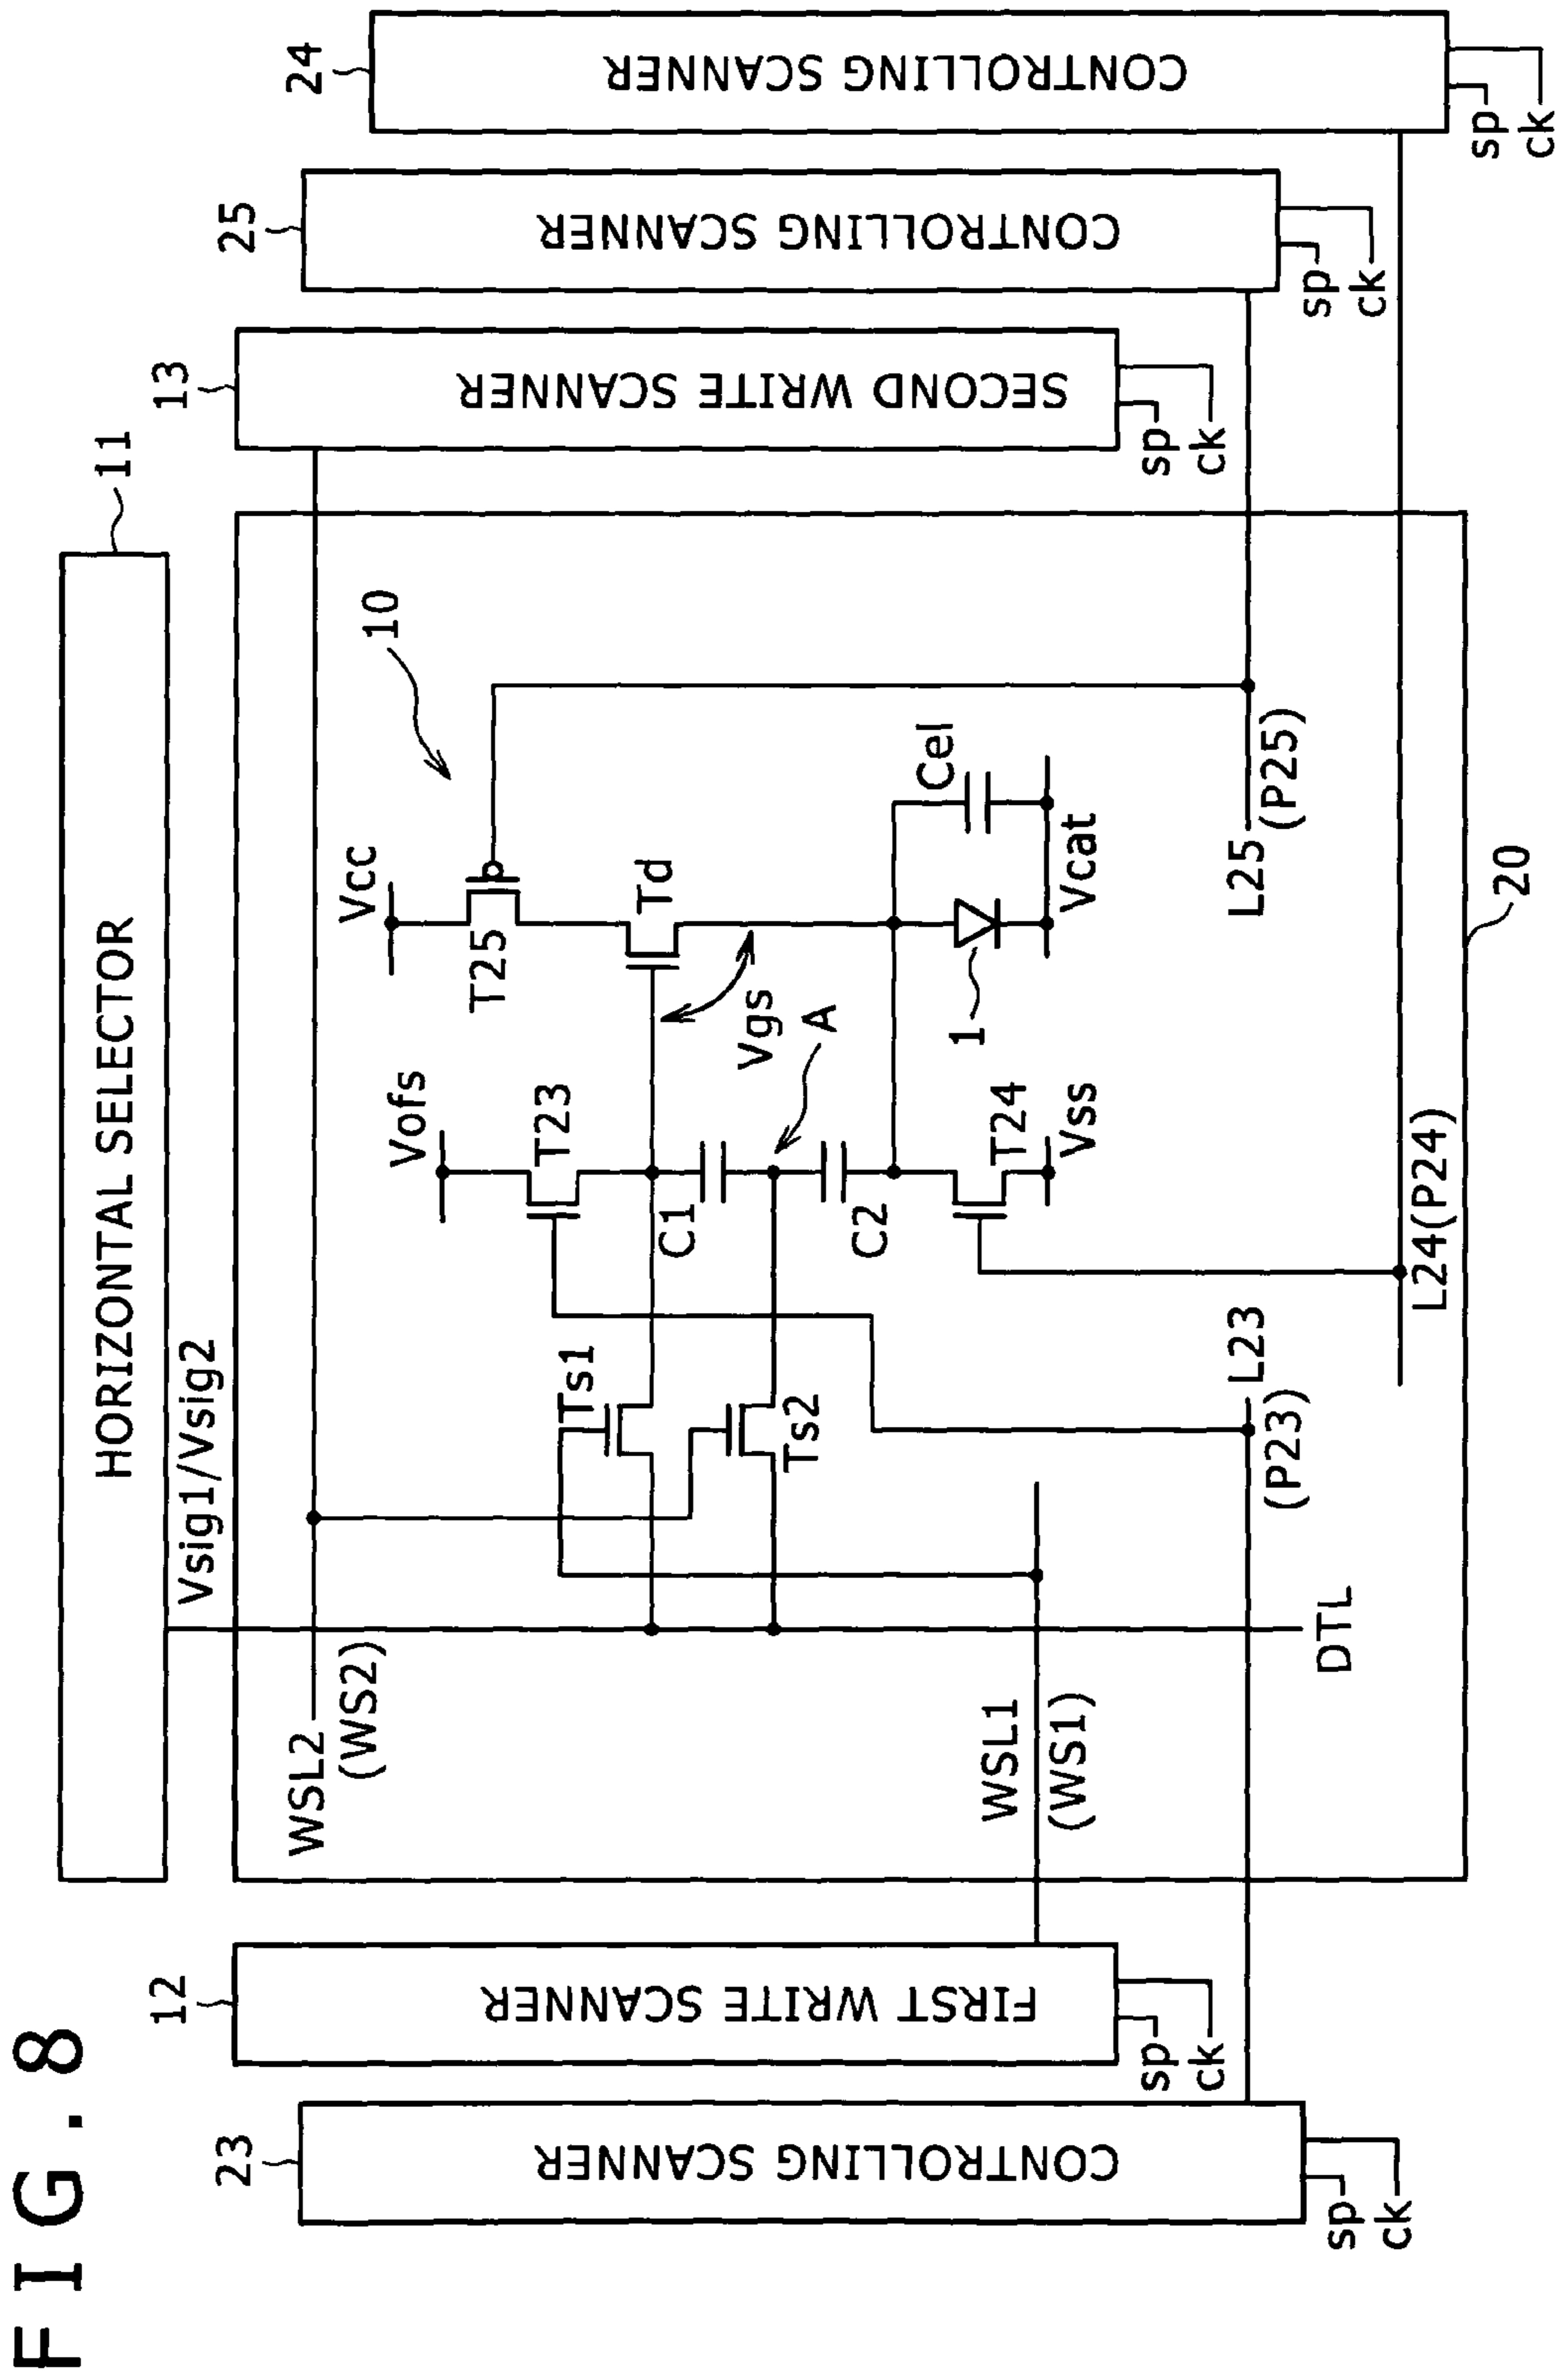 FIG. 8
HORIZONTAL SELECTOR
11
Vsig1/Vsig2
23
CONTROLLING SCANNER
sp
ck
12
FIRST WRITE SCANNER
sp
ck
WSL2
(WS2)
WSL1
(WS1)
DTL
Ts1
Ts2
L23
(P23)
Vofs
T23
C1
C2
A
T24
Vss
L24(P24)
Vcc
T25
Td
Vgs
1
Cel
Vcat
10
L25
(P25)
20
13
SECOND WRITE SCANNER
sp
ck
25
CONTROLLING SCANNER
sp
ck
24
CONTROLLING SCANNER
sp
ck